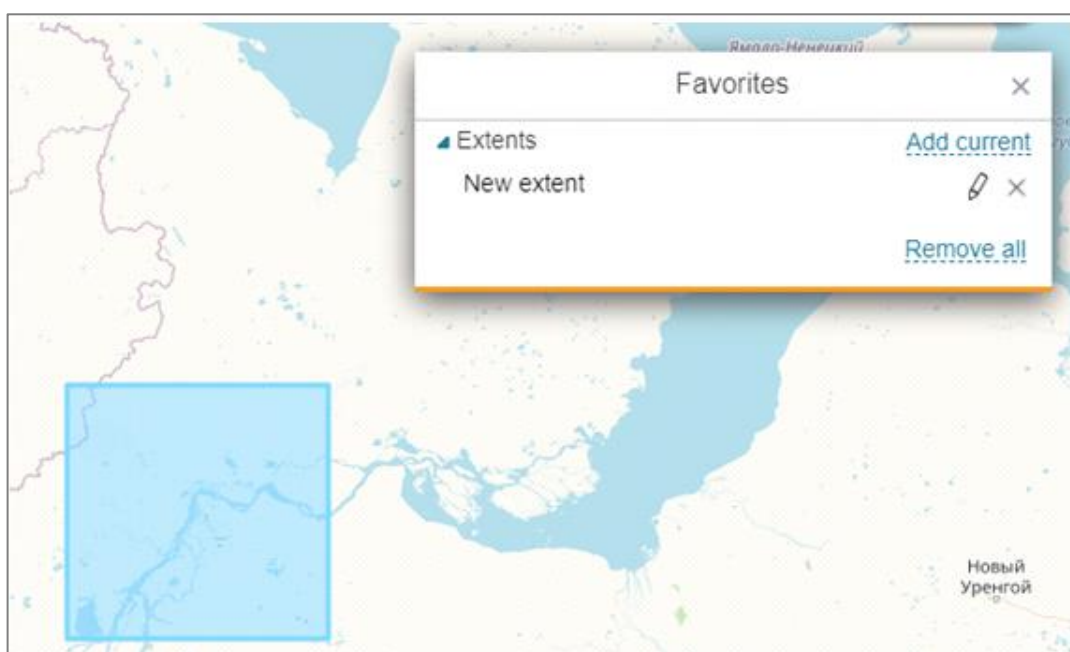 Ямало-Ненецкий
Favorites
Extents
Add current
New extent
Remove all
Новый
Уренгой